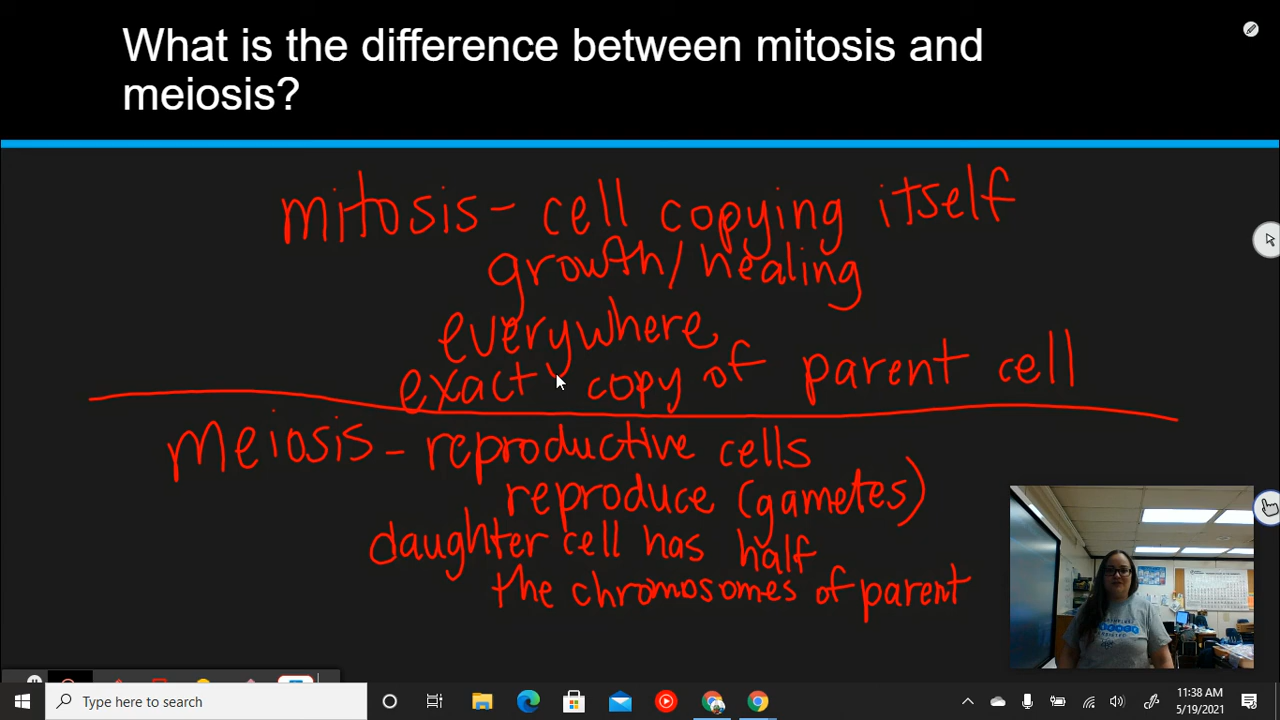 What is the difference between mitosis and
meiosis?
mitosis - cell copying itself
growth/healing
everywhere
exact copy of parent cell
meiosis - reproductive cells
reproduce (gametes)
daughter cell has half
the chromosomes of parent
Type here to search
11:38 AM
5/19/2021